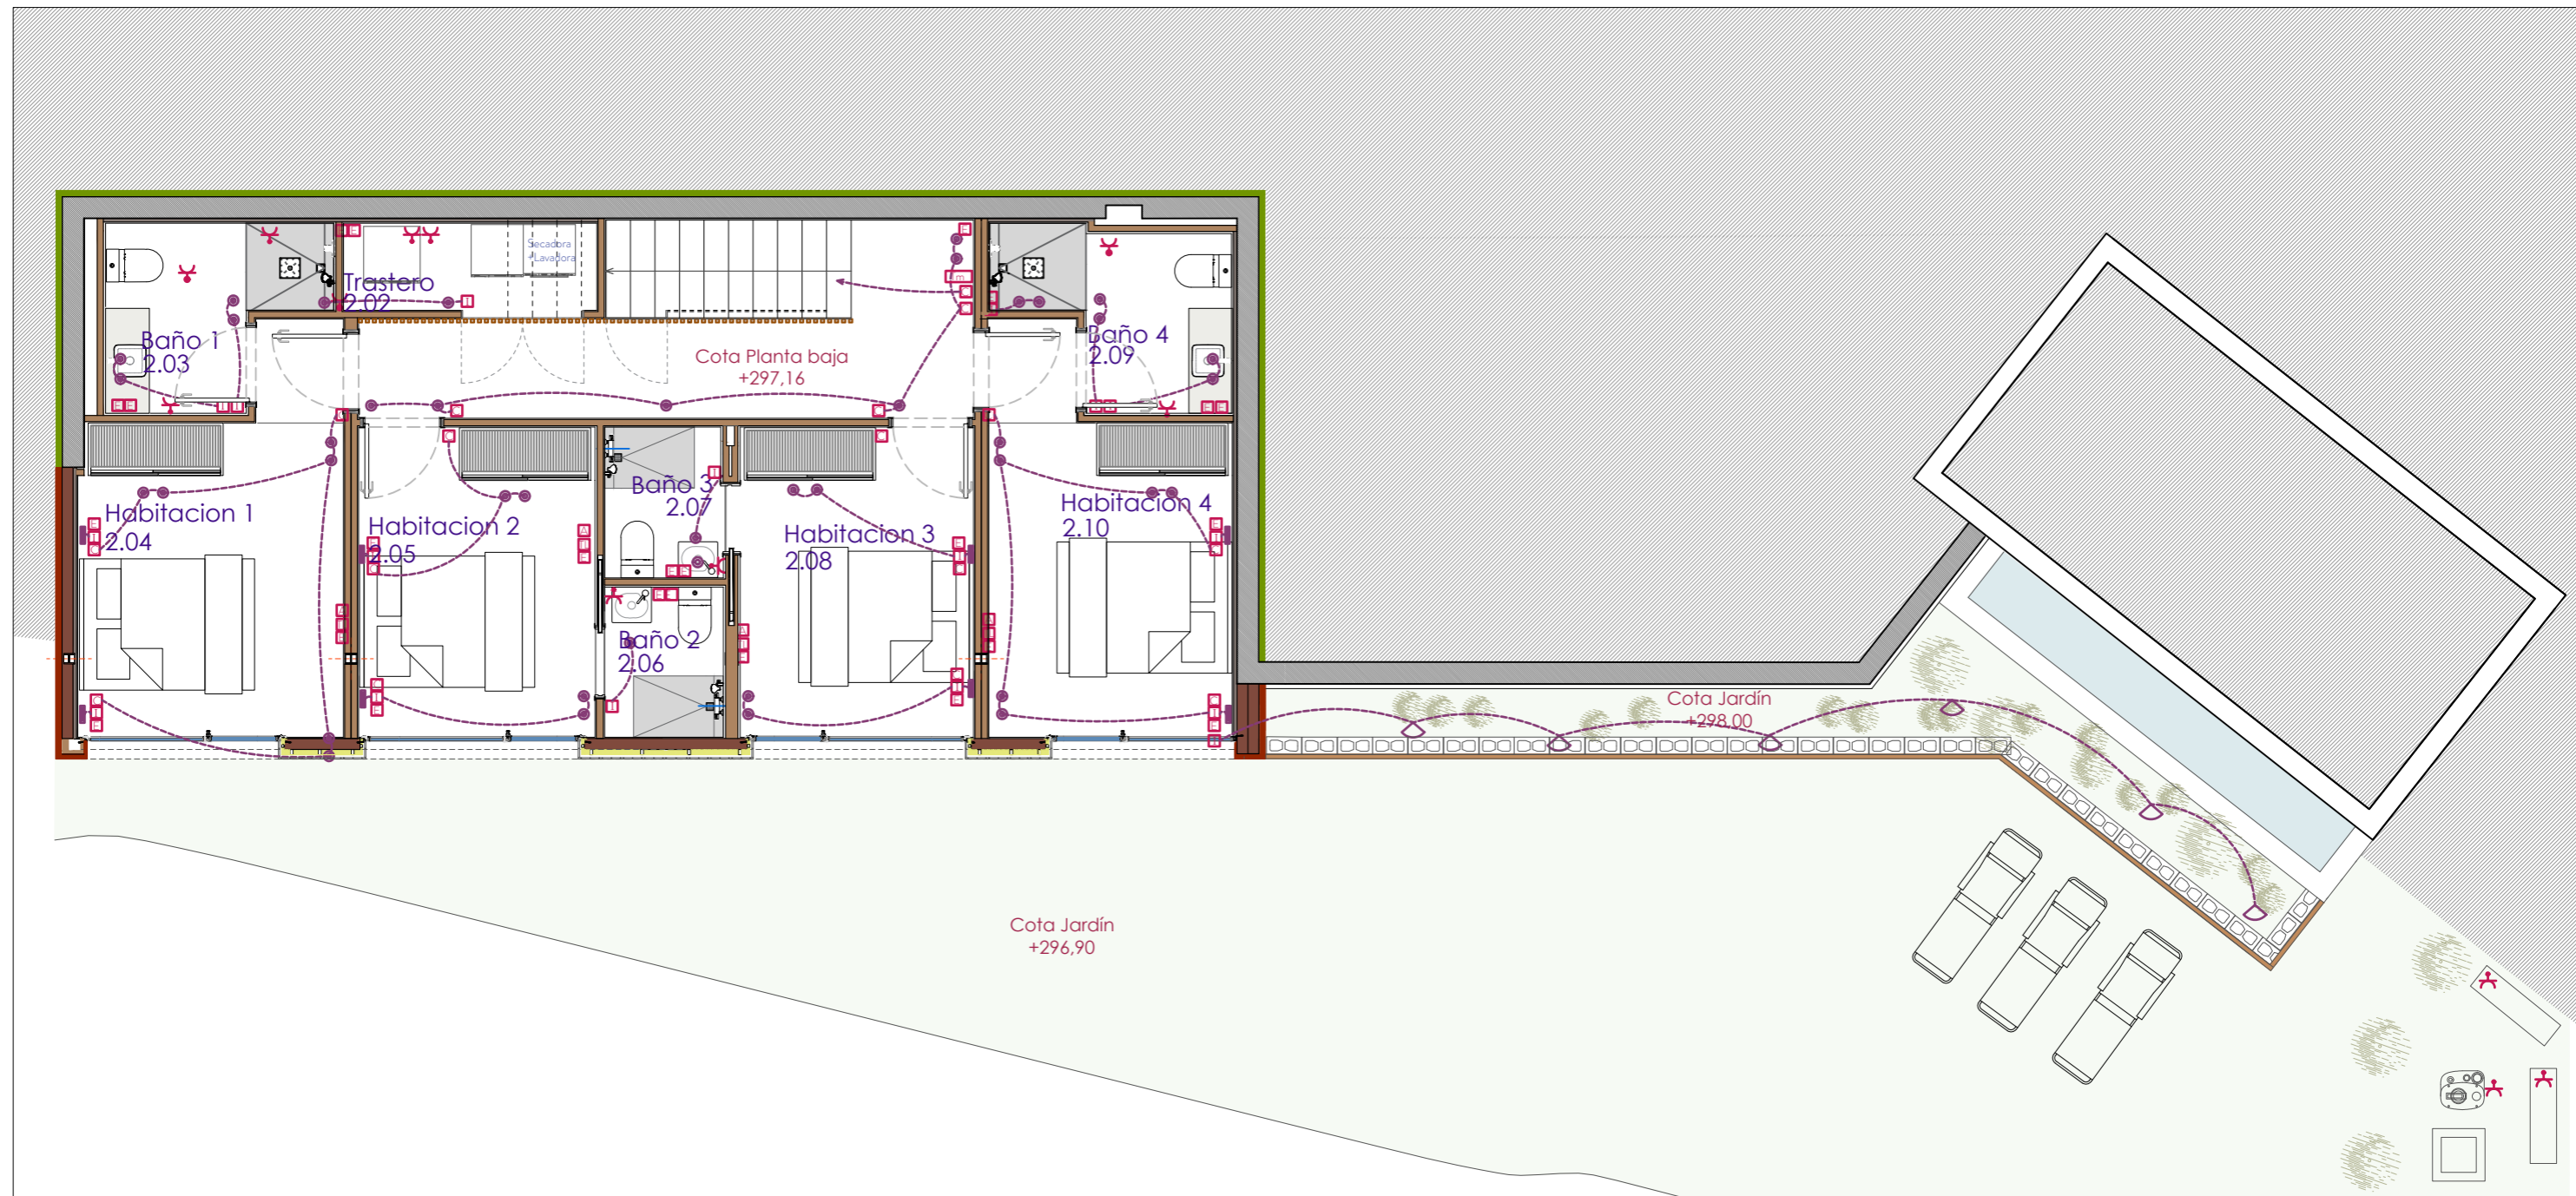 Secadora
+Lavadora
Trastero
2.02
Baño 1
2.03
Cota Planta baja
+297,16
Baño 4
2.09
Habitacion 1
2.04
Habitacion 2
2.05
Baño 3
2.07
Habitacion 3
2.08
Habitacion 4
2.10
Baño 2
2.06
Cota Jardín
+298,00
Cota Jardín
+296,90